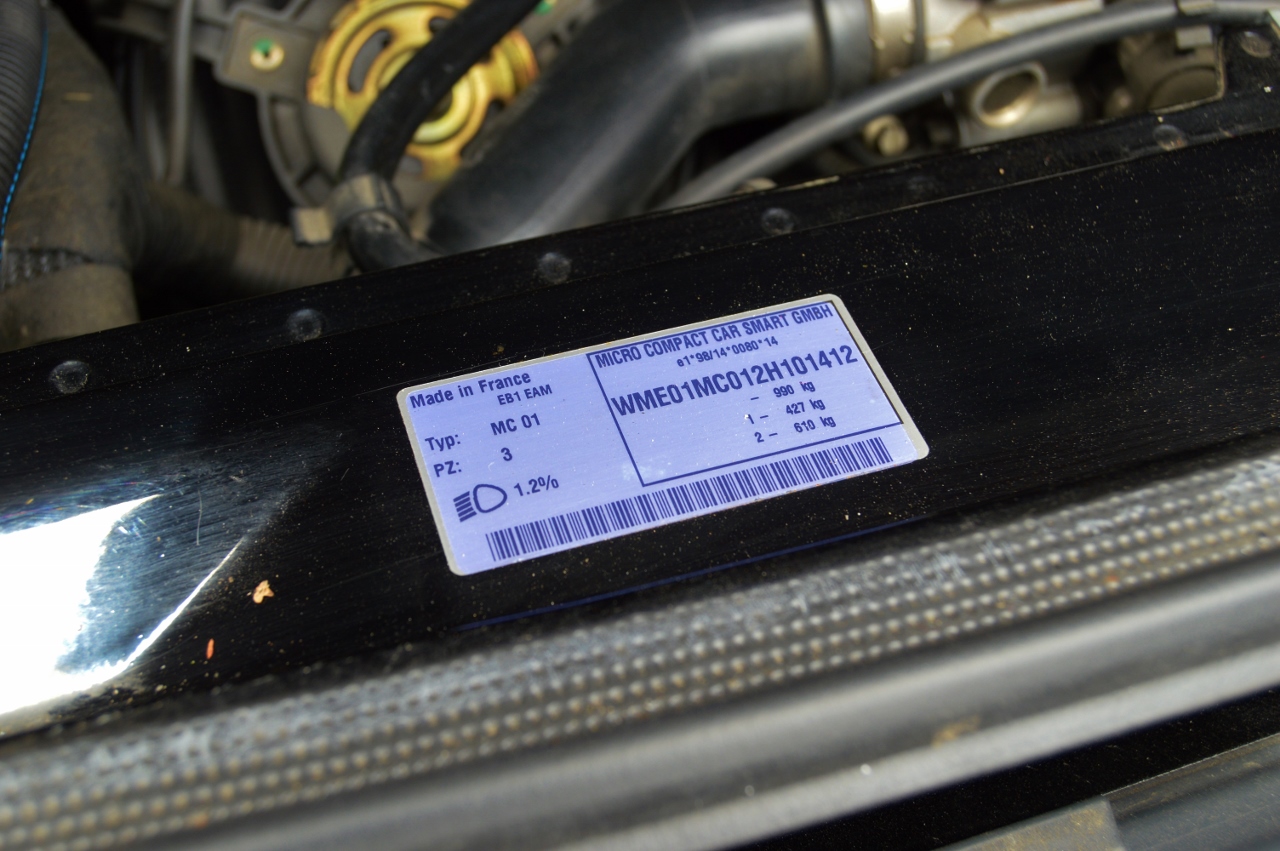 Made in France
EB1 EAM
Typ: MC 01
PZ: 3
1.2%
MICRO COMPACT CAR SMART GMBH
e1*98/14*0080*14
WME01MC012H101412
– 990 kg
1 – 427 kg
2 – 610 kg